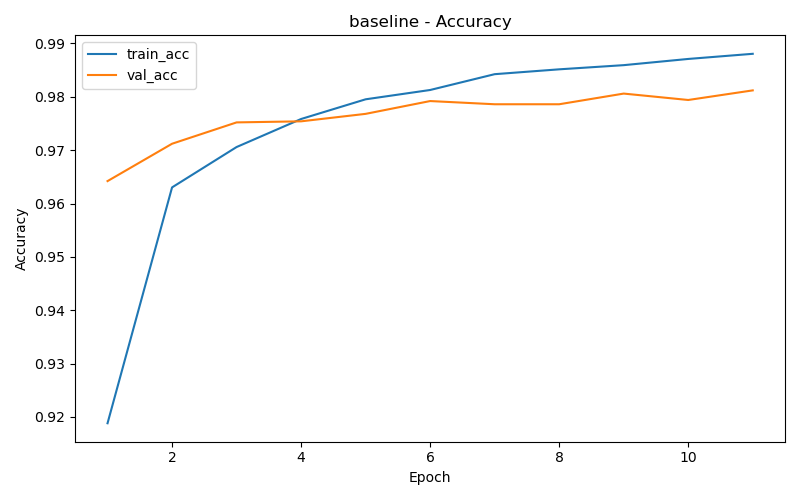 baseline - Accuracy
train_acc
val_acc
0.99
0.98
0.97
0.96
0.95
0.94
0.93
0.92
Accuracy
2 4 6 8 10
Epoch